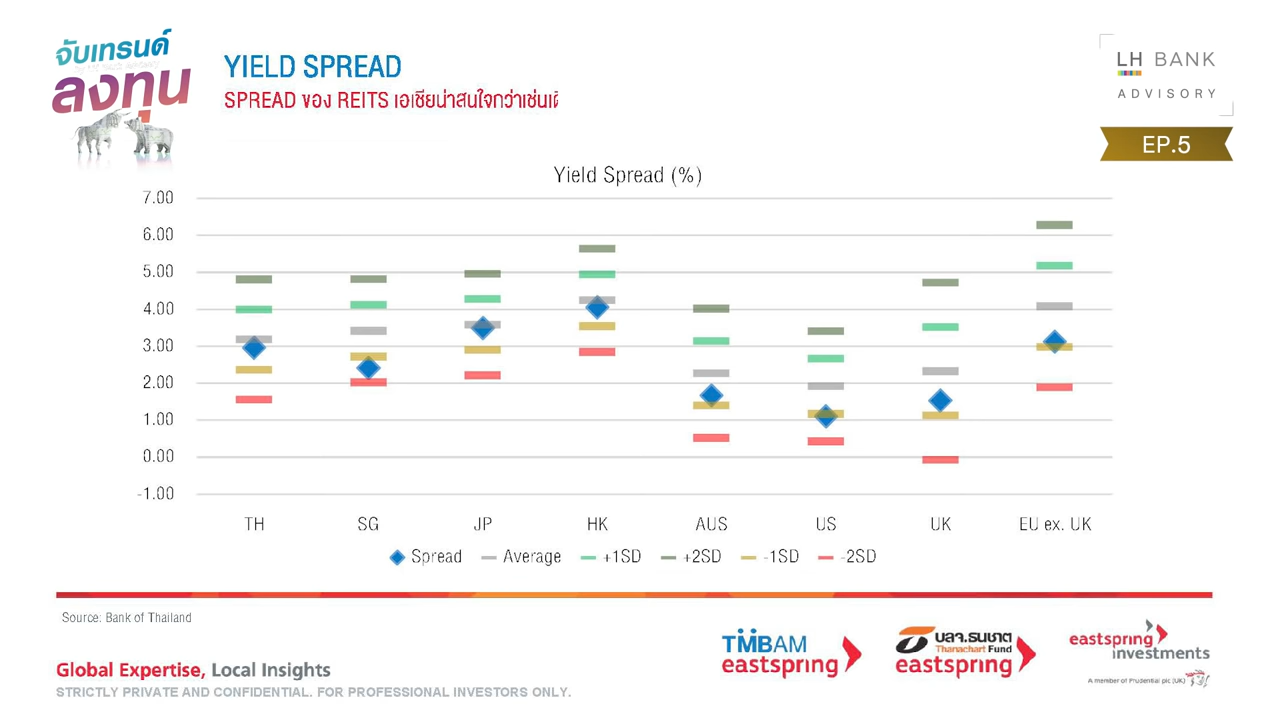 จับเทรนด์
ลงทุน
YIELD SPREAD
SPREAD ของ REITS เอเชียน่าสนใจกว่าเช่น
LH BANK
ADVISORY
EP.5
Yield Spread (%)
7.00
6.00
5.00
4.00
3.00
2.00
1.00
0.00
-1.00
TH SG JP HK AUS US UK EU ex. UK
Spread Average +1SD +2SD -1SD -2SD
Source: Bank of Thailand
Global Expertise, Local Insights
STRICTLY PRIVATE AND CONFIDENTIAL. FOR PROFESSIONAL INVESTORS ONLY.
TMBAM
eastspring
บลจ.ธนชาต
Thanachart Fund
eastspring
eastspring
investments
A member of Prudential plc (UK)